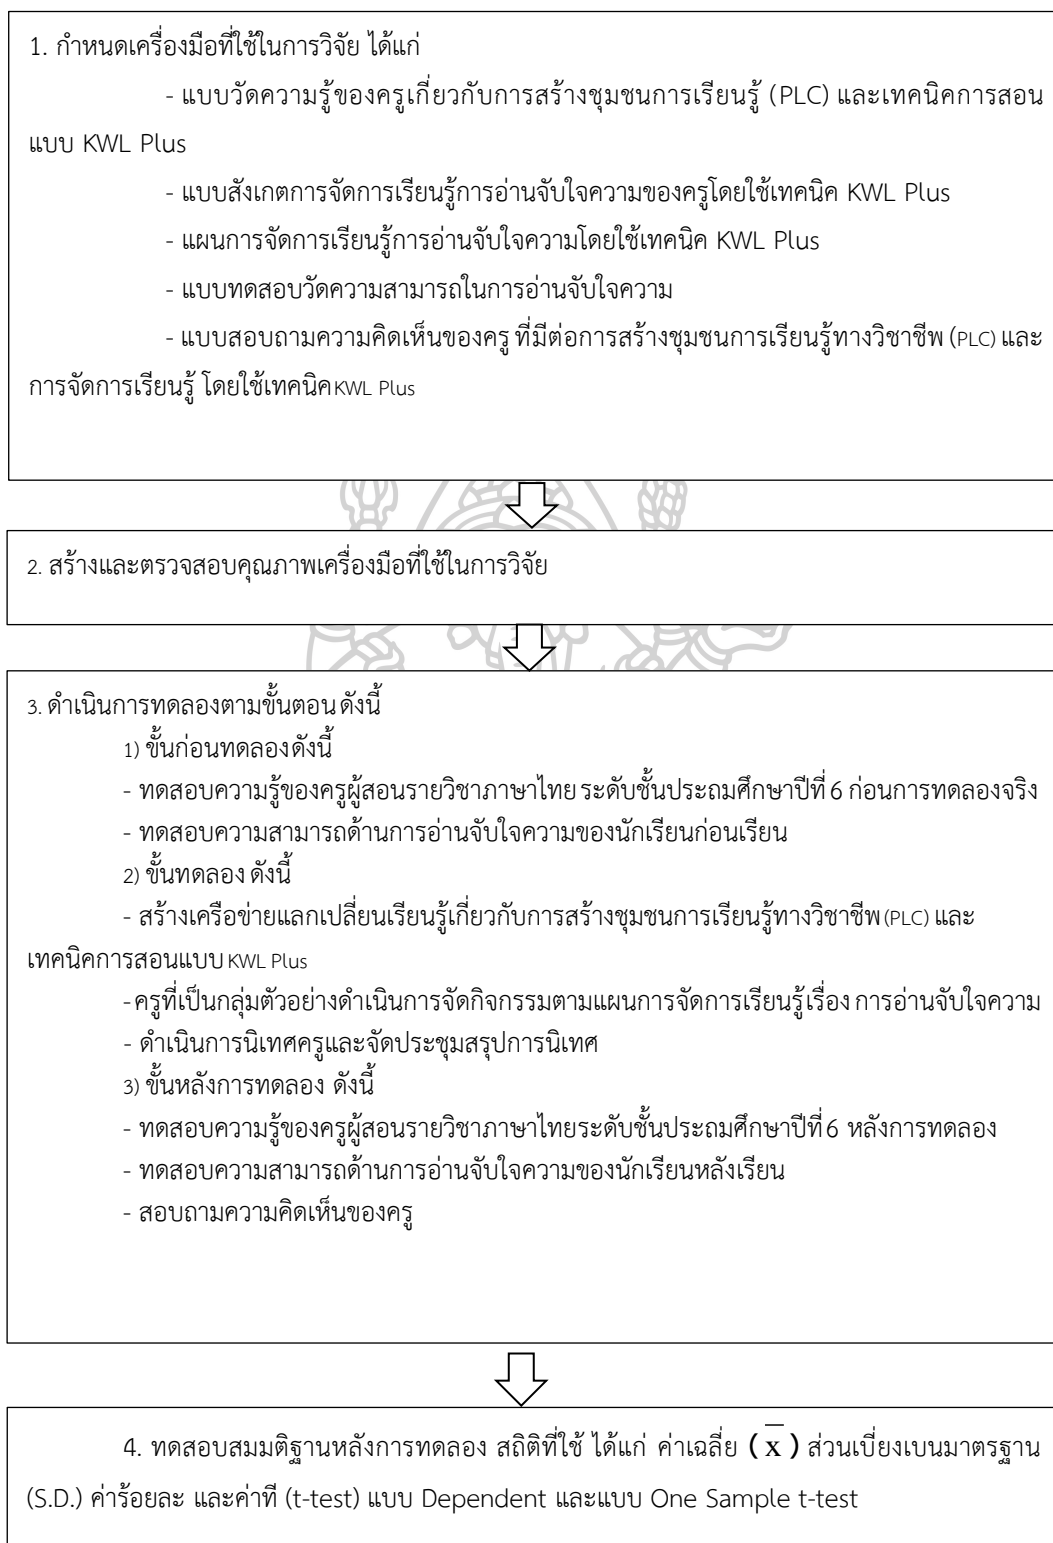 1. กำหนดเครื่องมือที่ใช้ในการวิจัย ได้แก่
- แบบวัดความรู้ของครูเกี่ยวกับการสร้างชุมชนการเรียนรู้ (PLC) และเทคนิคการสอน
แบบ KWL Plus
- แบบสังเกตการจัดการเรียนรู้การอ่านจับใจความของครูโดยใช้เทคนิค KWL Plus
- แผนการจัดการเรียนรู้การอ่านจับใจความโดยใช้เทคนิค KWL Plus
- แบบทดสอบวัดความสามารถในการอ่านจับใจความ
- แบบสอบถามความคิดเห็นของครู ที่มีต่อการสร้างชุมชนการเรียนรู้ทางวิชาชีพ (PLC) และ
การจัดการเรียนรู้ โดยใช้เทคนิค KWL Plus
2. สร้างและตรวจสอบคุณภาพเครื่องมือที่ใช้ในการวิจัย
3. ดำเนินการทดลองตามขั้นตอน ดังนี้
1) ขั้นก่อนทดลอง ดังนี้
- ทดสอบความรู้ของครูผู้สอนรายวิชาภาษาไทย ระดับชั้นประถมศึกษาปีที่ 6 ก่อนการทดลองจริง
- ทดสอบความสามารถด้านการอ่านจับใจความของนักเรียนก่อนเรียน
2) ขั้นทดลอง ดังนี้
- สร้างเครือข่ายแลกเปลี่ยนเรียนรู้เกี่ยวกับการสร้างชุมชนการเรียนรู้ทางวิชาชีพ (PLC) และ
เทคนิคการสอนแบบ KWL Plus
- ครูที่เป็นกลุ่มตัวอย่างดำเนินการจัดกิจกรรมตามแผนการจัดการเรียนรู้เรื่อง การอ่านจับใจความ
- ดำเนินการนิเทศครูและจัดประชุมสรุปการนิเทศ
3) ขั้นหลังการทดลอง ดังนี้
- ทดสอบความรู้ของครูผู้สอนรายวิชาภาษาไทยระดับชั้นประถมศึกษาปีที่ 6 หลังการทดลอง
- ทดสอบความสามารถด้านการอ่านจับใจความของนักเรียนหลังเรียน
- สอบถามความคิดเห็นของครู
4. ทดสอบสมมติฐานหลังการทดลอง สถิติที่ใช้ ได้แก่ ค่าเฉลี่ย (x̄) ส่วนเบี่ยงเบนมาตรฐาน
(S.D.) ค่าร้อยละ และค่าที (t-test) แบบ Dependent และแบบ One Sample t-test